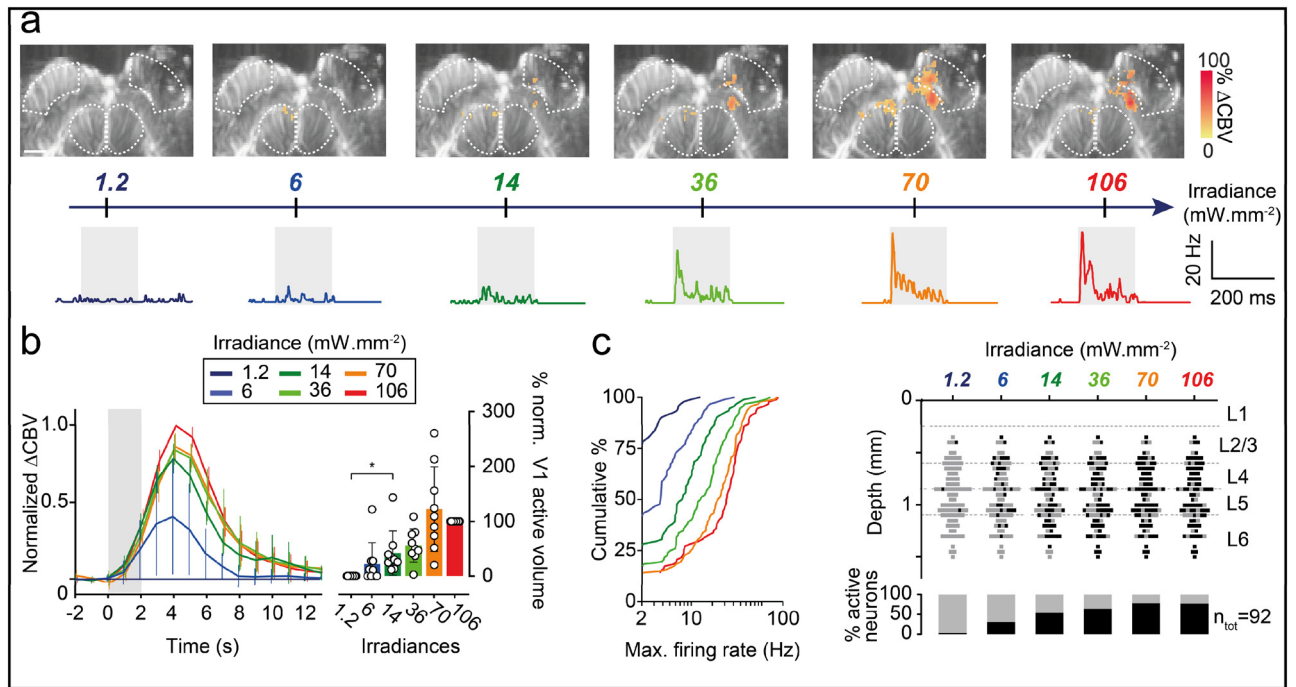 a
100
% ΔCBV
0
1.2 6 14 36 70 106
Irradiance
(mW.mm-2)
20 Hz
200 ms
b
Irradiance (mW.mm-2)
1.2 14 70
6 36 106
Normalized ΔCBV
1.0
0.5
0
-2 0 2 4 6 8 10 12
Time (s)
*
% norm. V1 active volume
300
200
100
0
1.2 6 14 36 70 106
Irradiances
c
Cumulative %
100
75
50
25
0
2 10 100
Max. firing rate (Hz)
Irradiance (mW.mm-2)
1.2 6 14 36 70 106
Depth (mm)
0
1
L1
L2/3
L4
L5
L6
% active
neurons
100
50
0
ntot=92